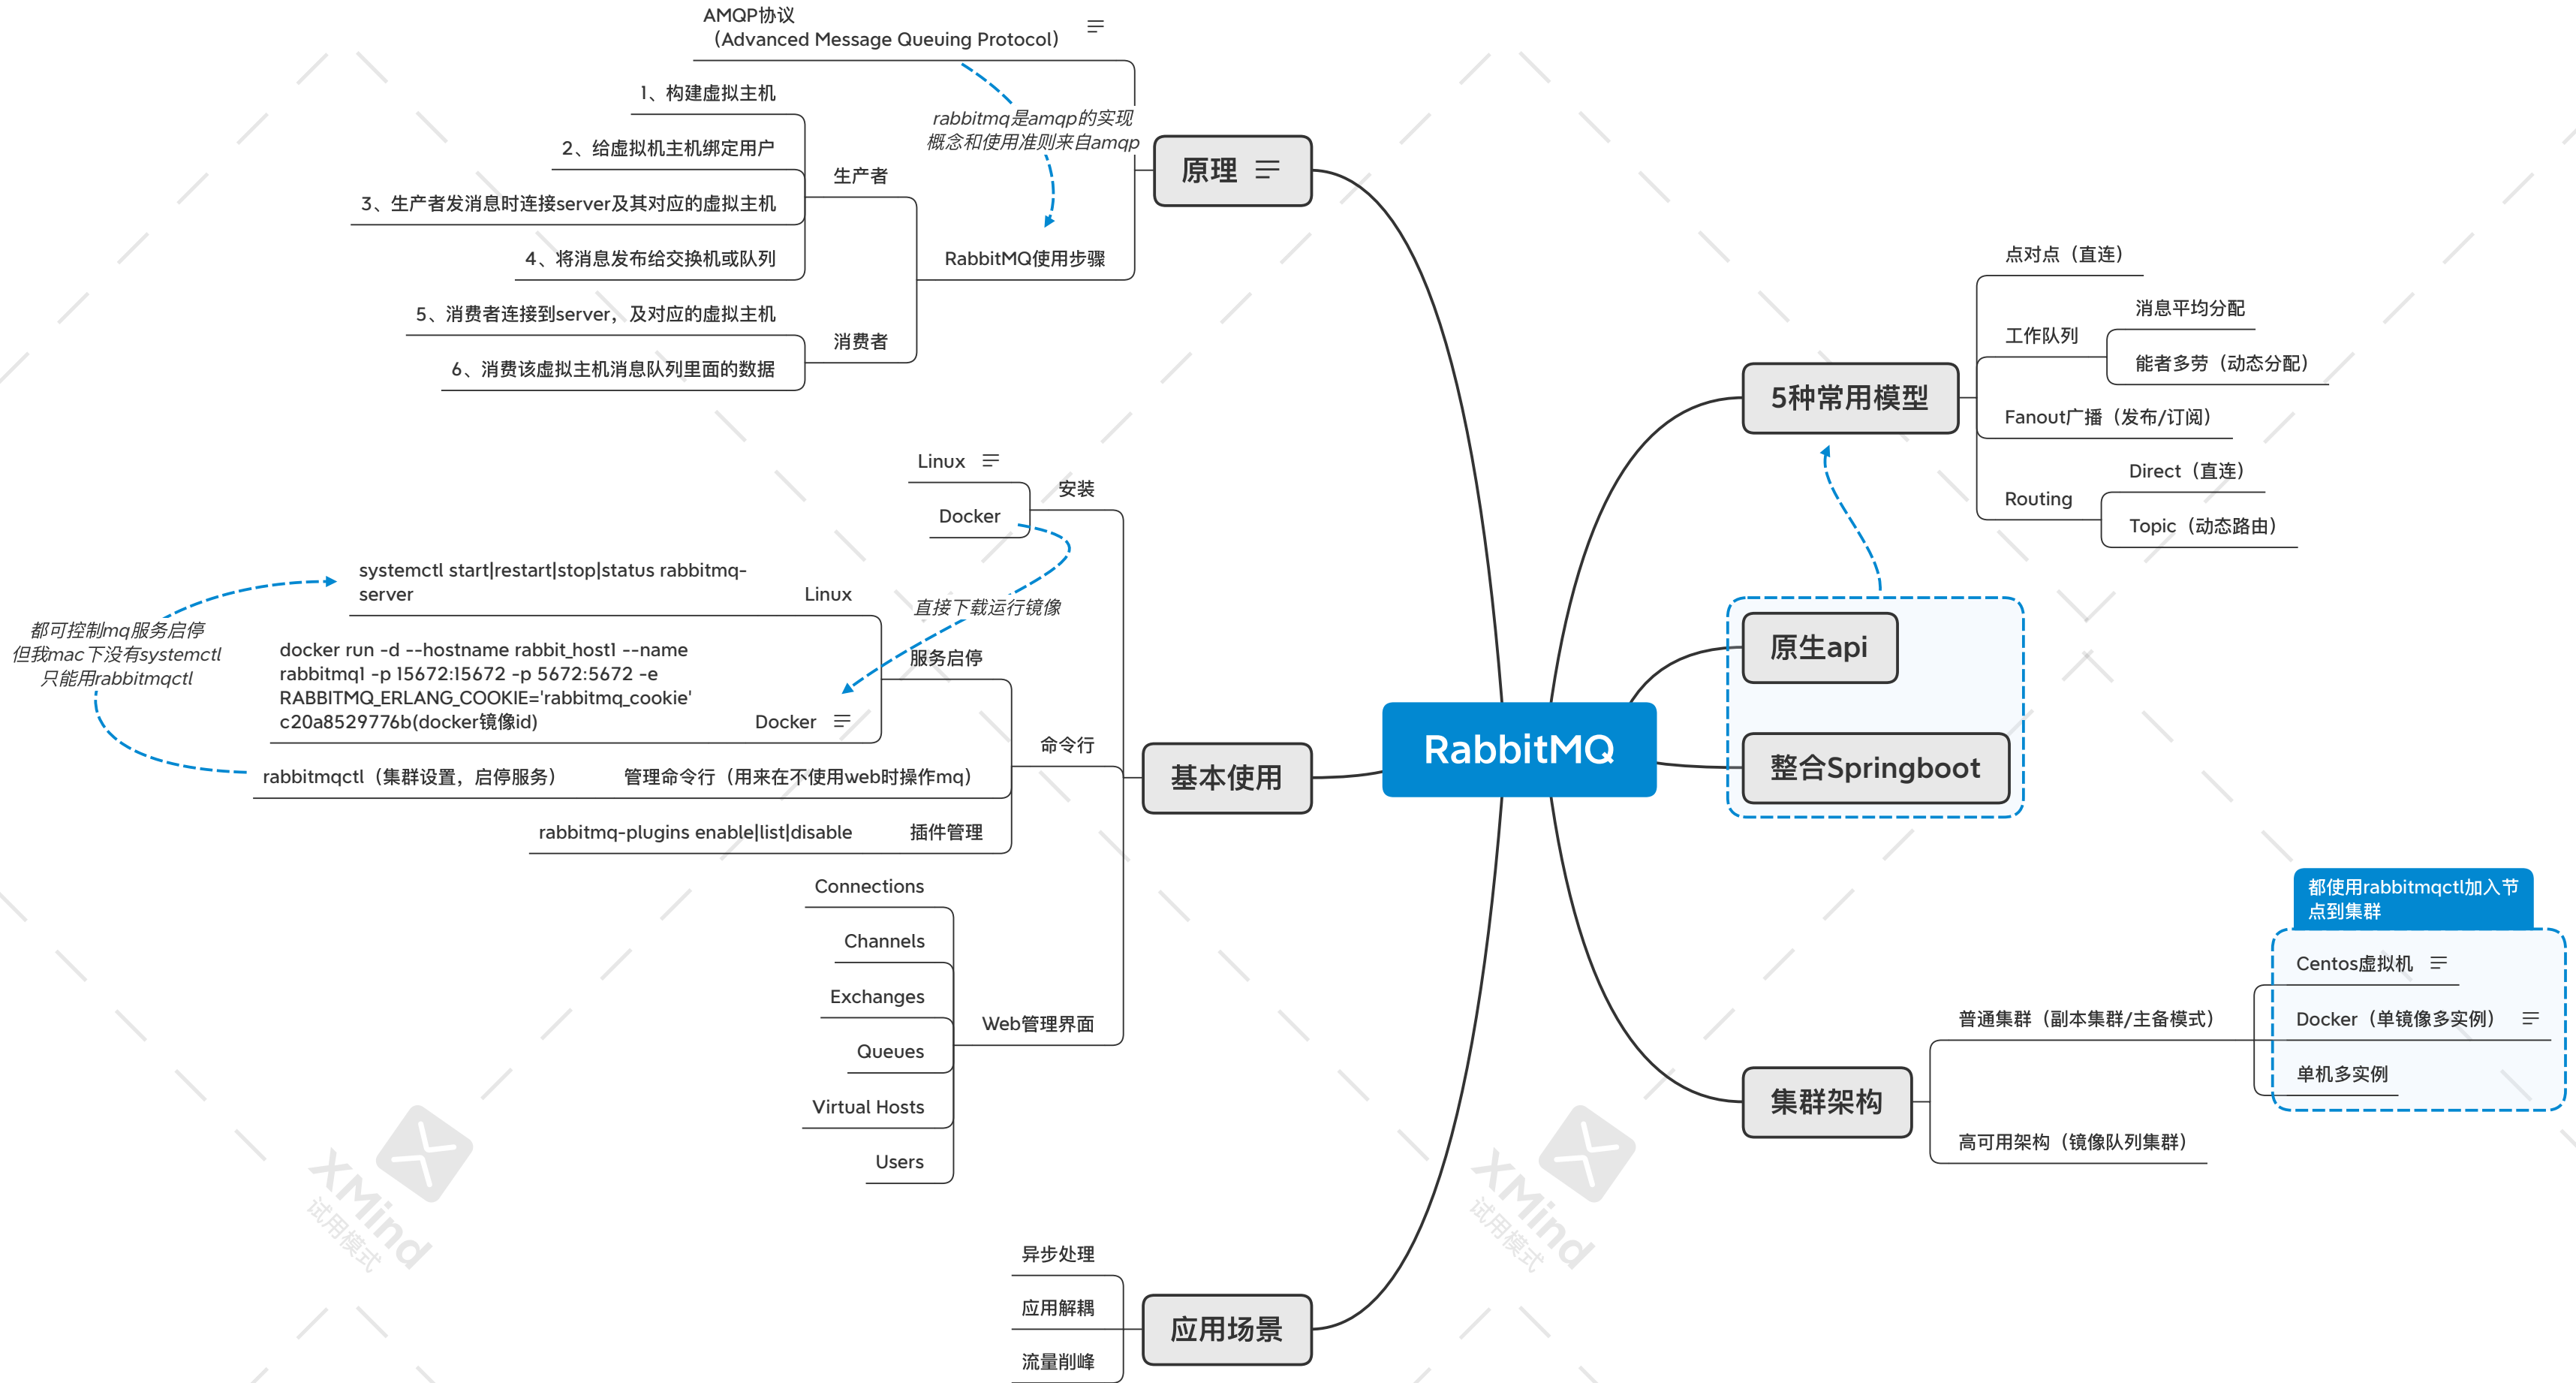 AMQP协议
（Advanced Message Queuing Protocol）
rabbitmq是amqp的实现
概念和使用准则来自amqp
原理
1、构建虚拟主机
2、给虚拟机主机绑定用户
3、生产者发消息时连接server及其对应的虚拟主机
4、将消息发布给交换机或队列
生产者
5、消费者连接到server，及对应的虚拟主机
6、消费该虚拟主机消息队列里面的数据
消费者
RabbitMQ使用步骤
Linux
Docker
安装
直接下载运行镜像
systemctl start|restart|stop|status rabbitmq-
server
Linux
都可控制mq服务启停
但我mac下没有systemctl
只能用rabbitmqctl
docker run -d --hostname rabbit_host1 --name
rabbitmq1 -p 15672:15672 -p 5672:5672 -e
RABBITMQ_ERLANG_COOKIE='rabbitmq_cookie'
c20a8529776b(docker镜像id)
Docker
服务启停
rabbitmqctl（集群设置，启停服务）
管理命令行（用来在不使用web时操作mq）
rabbitmq-plugins enable|list|disable
插件管理
命令行
基本使用
Connections
Channels
Exchanges
Queues
Virtual Hosts
Users
Web管理界面
异步处理
应用解耦
流量削峰
应用场景
RabbitMQ
5种常用模型
点对点（直连）
工作队列
消息平均分配
能者多劳（动态分配）
Fanout广播（发布/订阅）
Routing
Direct（直连）
Topic（动态路由）
原生api
整合Springboot
集群架构
普通集群（副本集群/主备模式）
都使用rabbitmqctl加入节
点到集群
Centos虚拟机
Docker（单镜像多实例）
单机多实例
高可用架构（镜像队列集群）
XMind
试用模式
XMind
试用模式